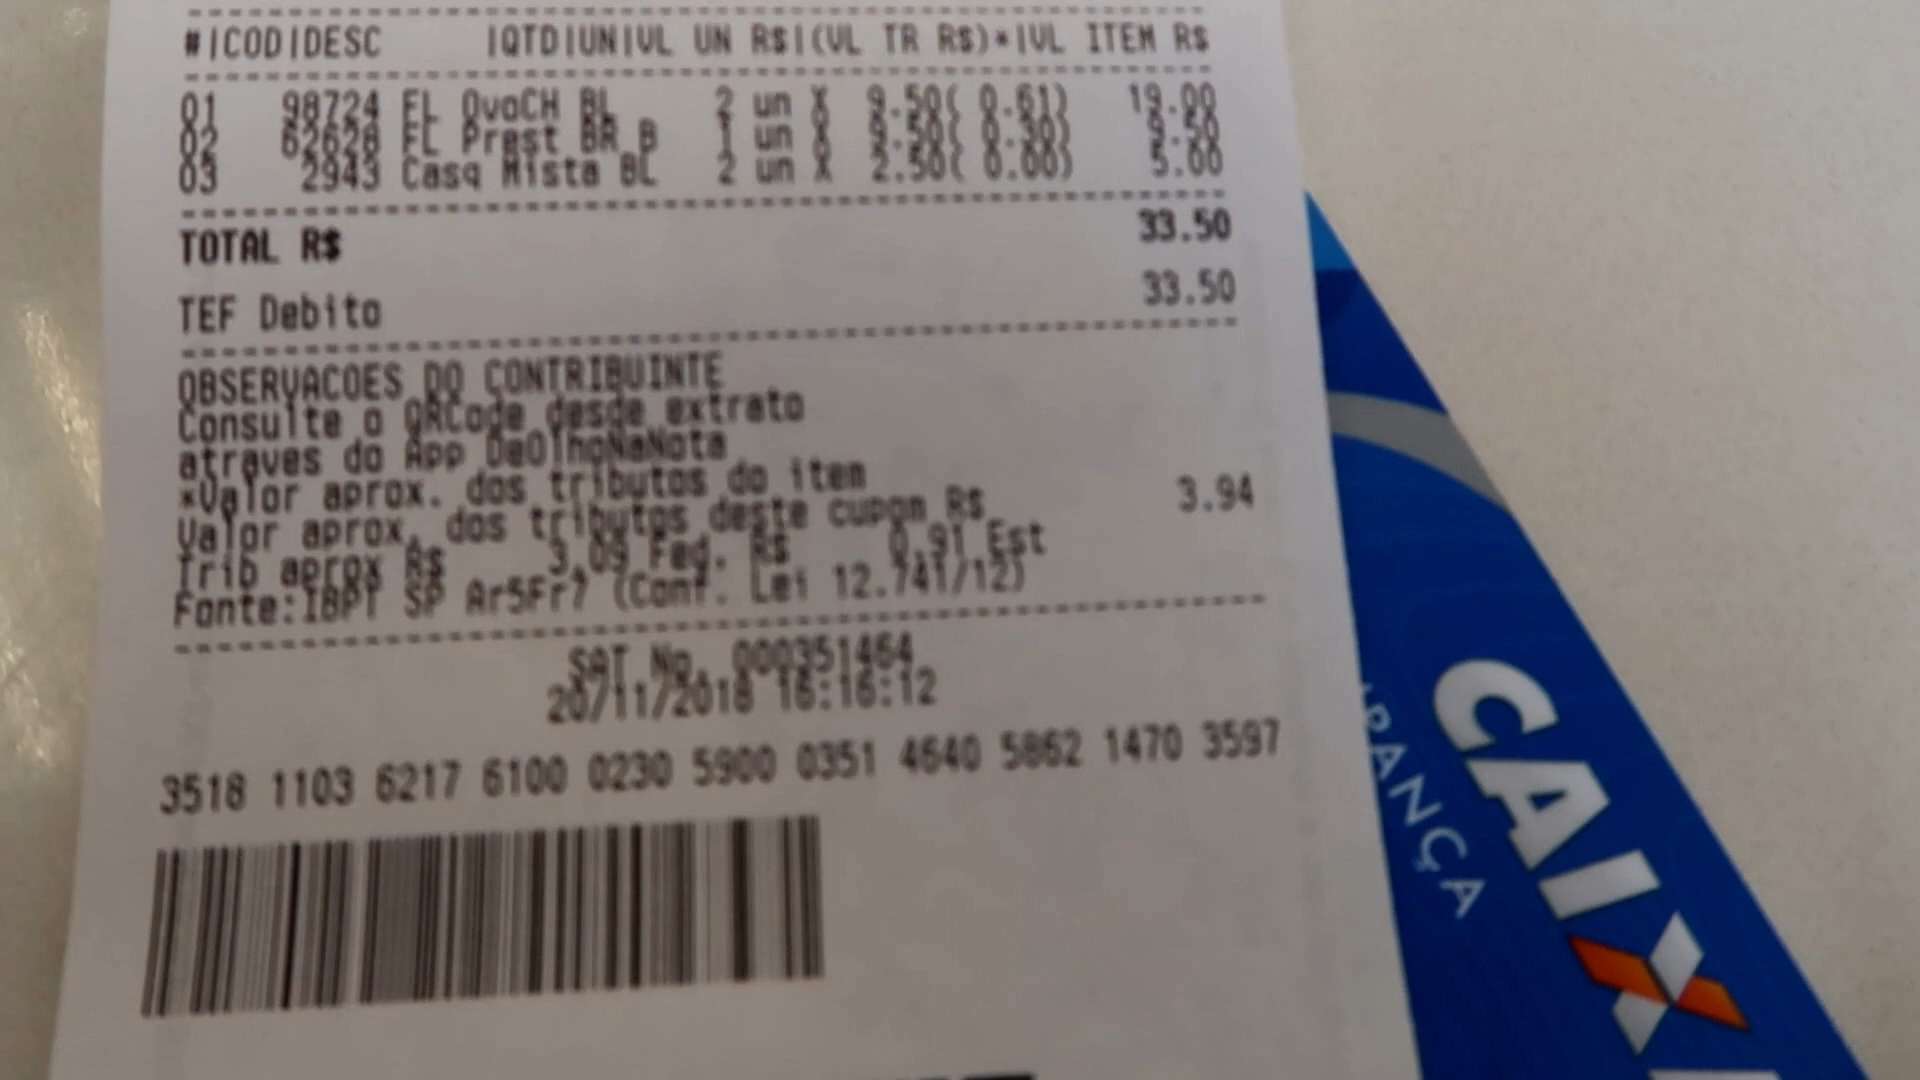 #|COD|DESC |QTD|UN|VL UN R$|(VL TR R$)*|VL ITEM R$
01 98724 FL OvoCH BL 2 un X 9.50( 0.61) 19.00
02 62628 FL Prest BR B 1 un X 9.50( 0.30) 9.50
03 2943 Casq Mista BL 2 un X 2.50( 0.00) 5.00
TOTAL R$ 33.50
TEF Debito 33.50
OBSERVACOES DO CONTRIBUINTE
Consulte o QRCode desde extrato
atraves do App DeOlhoNaNota
*Valor aprox. dos tributos do item
Valor aprox. dos tributos deste cupom R$ 3.94
Trib aprox R$ 3,09 Fed. R$ 0,91 Est
Fonte:IBPT SP Ar5Fr7 (Conf. Lei 12.741/12)
SAT No. 000351464
20/11/2018 16:16:12
3518 1103 6217 6100 0230 5900 0351 4640 5862 1470 3597
CAIXA